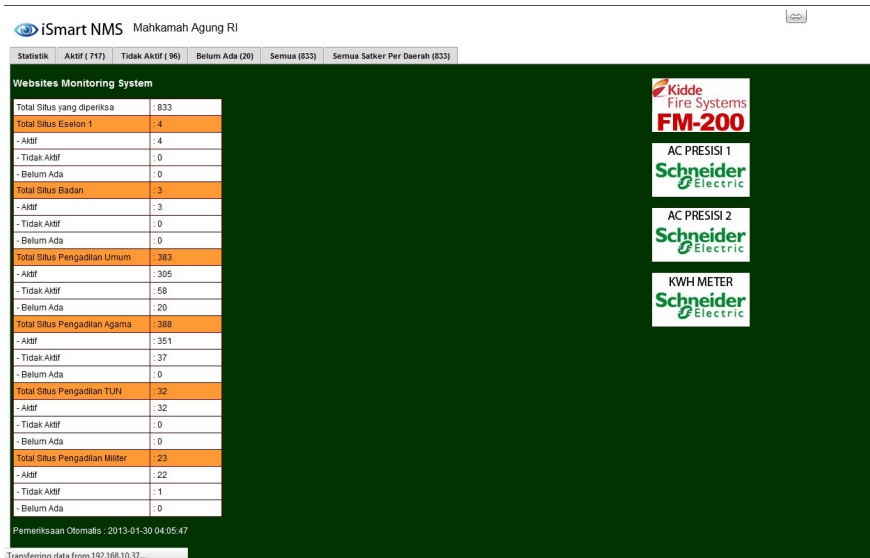 iSmart NMS Mahkamah Agung RI
Statistik Aktif ( 717) Tidak Aktif ( 96) Belum Ada (20) Semua (833) Semua Satker Per Daerah (833)
Websites Monitoring System
Total Situs yang diperiksa : 833
Total Situs Eselon 1 : 4
- Aktif : 4
- Tidak Aktif : 0
- Belum Ada : 0
Total Situs Badan : 3
- Aktif : 3
- Tidak Aktif : 0
- Belum Ada : 0
Total Situs Pengadilan Umum : 383
- Aktif : 305
- Tidak Aktif : 58
- Belum Ada : 20
Total Situs Pengadilan Agama : 388
- Aktif : 351
- Tidak Aktif : 37
- Belum Ada : 0
Total Situs Pengadilan TUN : 32
- Aktif : 32
- Tidak Aktif : 0
- Belum Ada : 0
Total Situs Pengadilan Militer : 23
- Aktif : 22
- Tidak Aktif : 1
- Belum Ada : 0
Pemeriksaan Otomatis : 2013-01-30 04:05:47
Transferring data from 192.168.10.37...
Kidde
Fire Systems
FM-200
AC PRESISI 1
Schneider
Electric
AC PRESISI 2
Schneider
Electric
KWH METER
Schneider
Electric